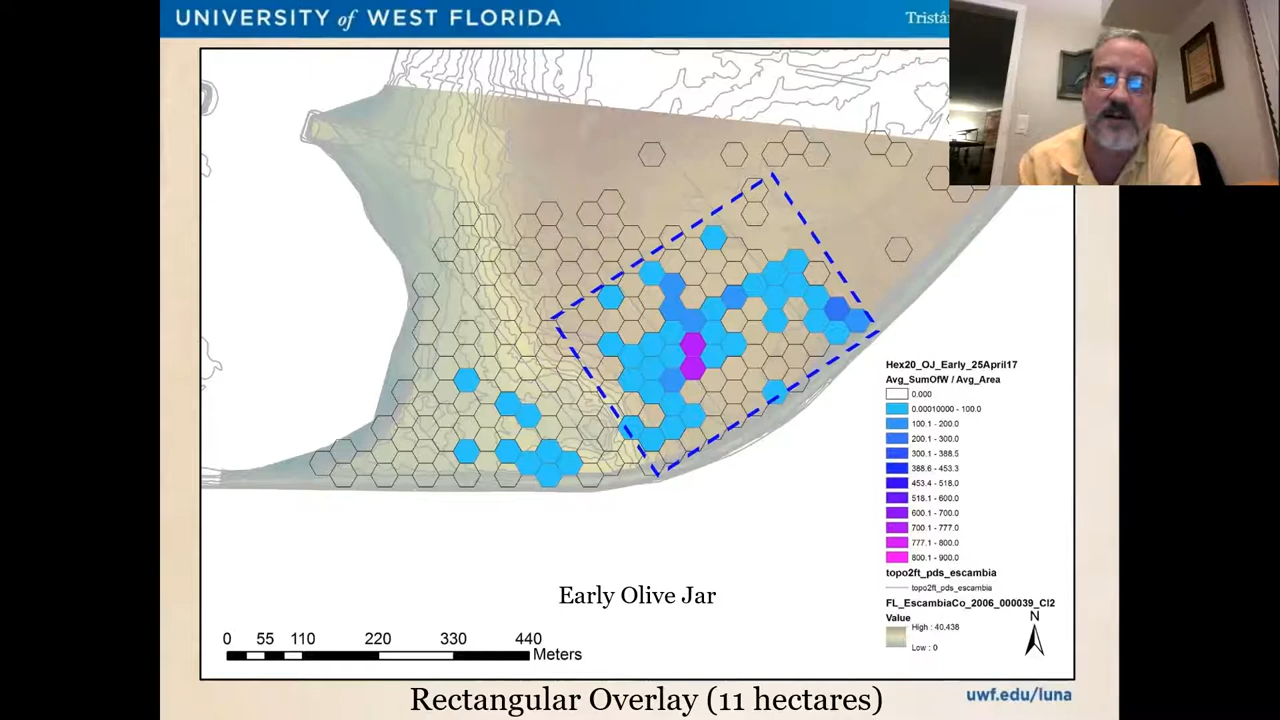 UNIVERSITY of WEST FLORIDA
Tristá
Hex20_OJ_Early_25April17
Avg_SumOfW / Avg_Area
0.000
0.00010000 - 100.0
100.1 - 200.0
200.1 - 300.0
300.1 - 388.5
388.6 - 453.3
453.4 - 518.0
518.1 - 600.0
600.1 - 700.0
700.1 - 777.0
777.1 - 800.0
800.1 - 900.0
topo2ft_pds_escambia
topo2ft_pds_escambia
FL_EscambiaCo_2006_000039_Cl2
Value
High : 40.438
Low : 0
N
Early Olive Jar
0 55 110 220 330 440
Meters
Rectangular Overlay (11 hectares)
uwf.edu/luna